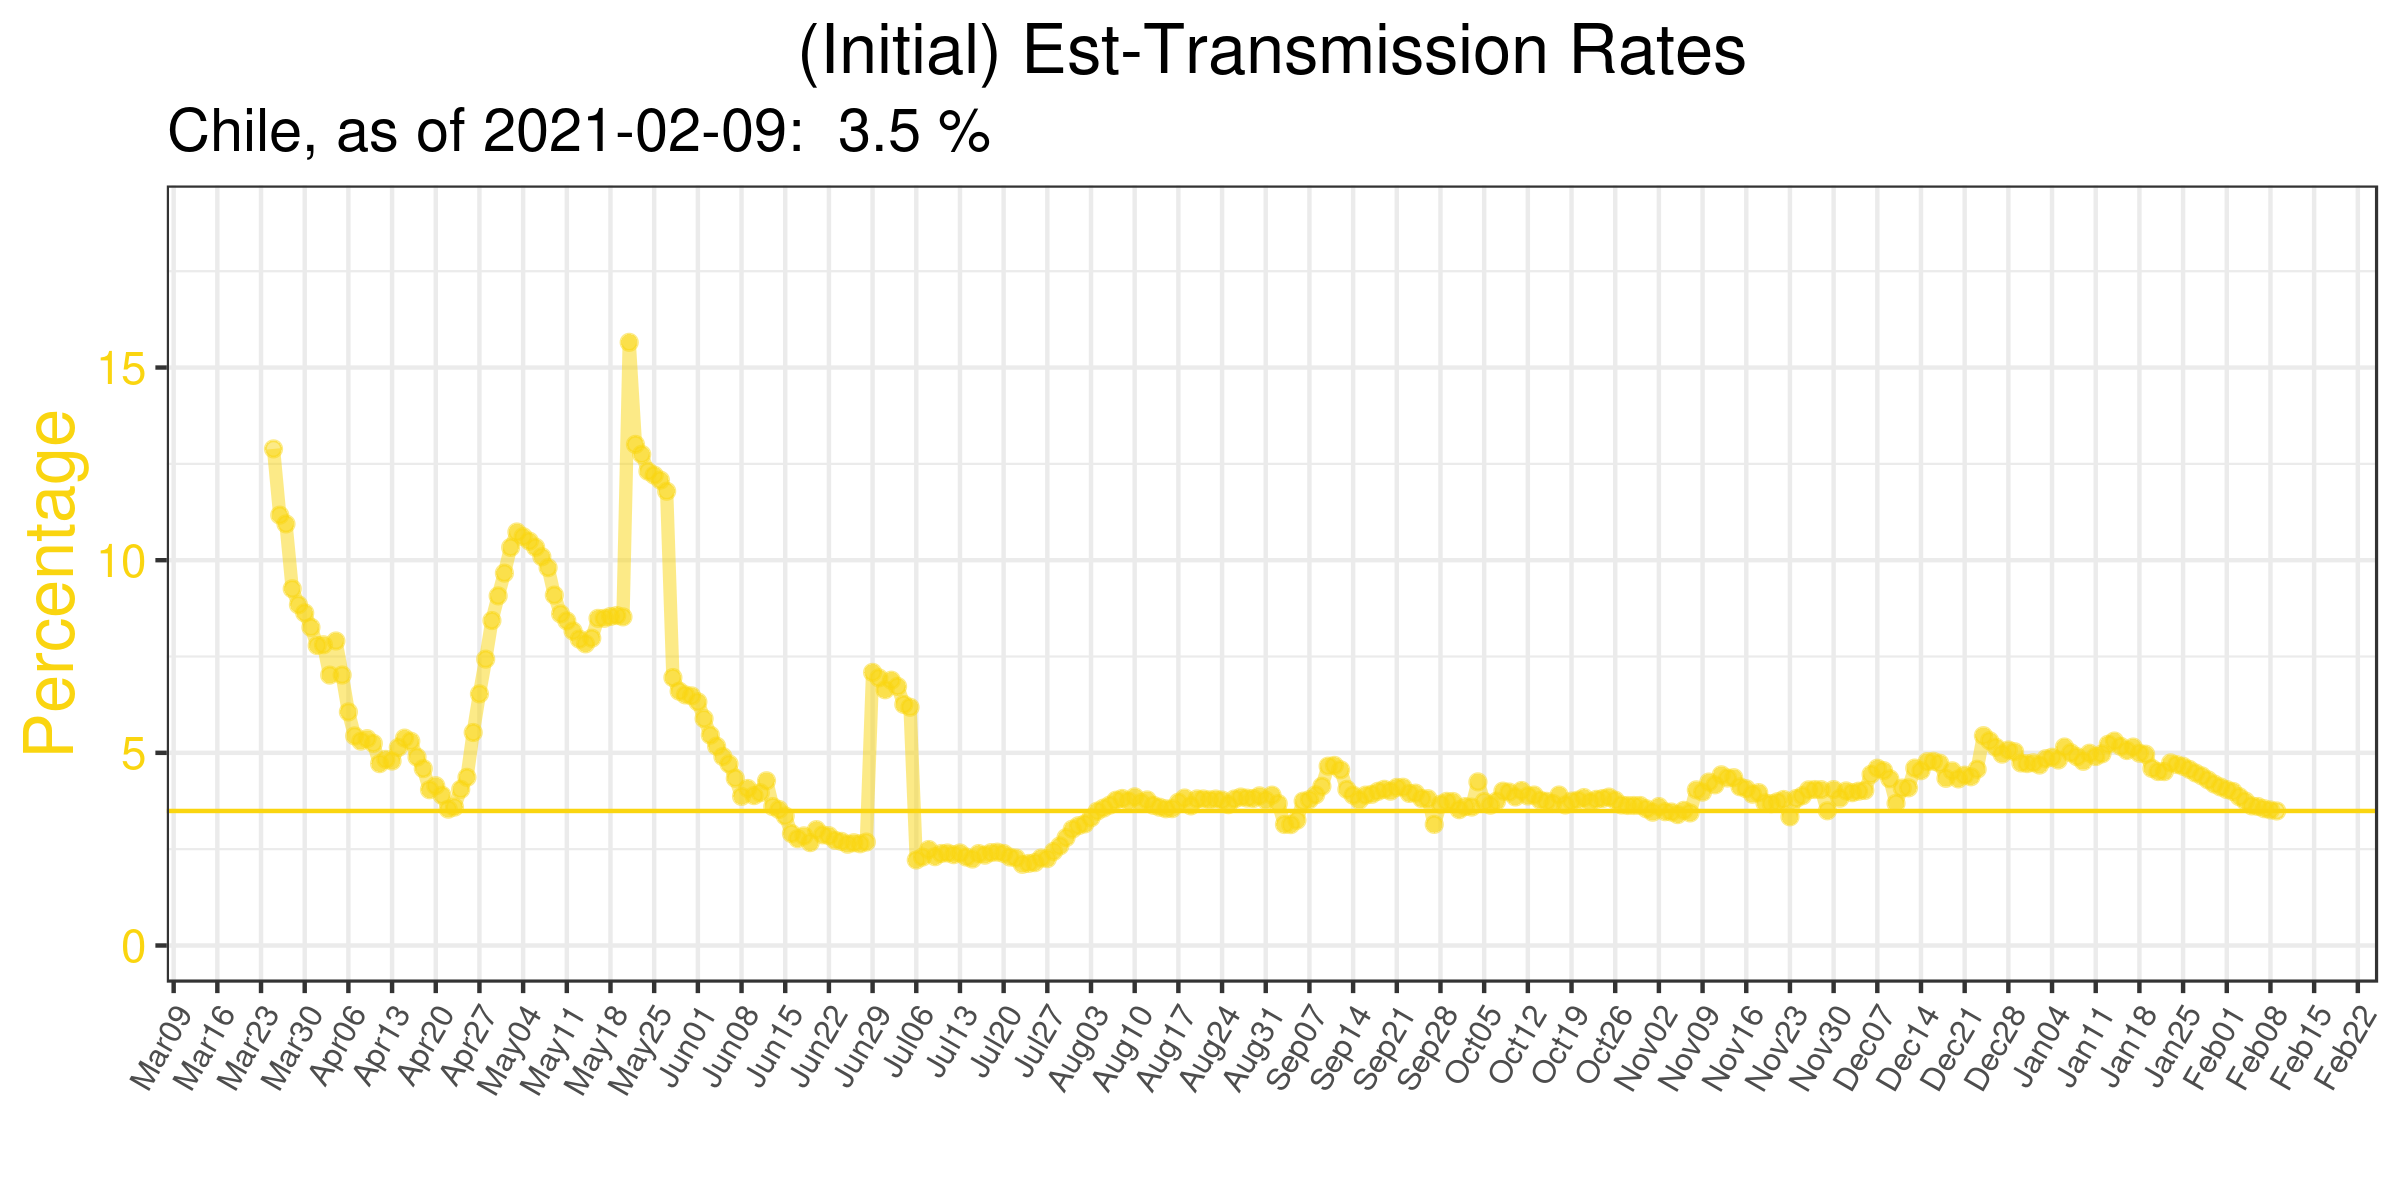 (Initial) Est-Transmission Rates
Chile, as of 2021-02-09:  3.5 %
Percentage
15
10
5
0
Mar09
Mar16
Mar23
Mar30
Apr06
Apr13
Apr20
Apr27
May04
May11
May18
May25
Jun01
Jun08
Jun15
Jun22
Jun29
Jul06
Jul13
Jul20
Jul27
Aug03
Aug10
Aug17
Aug24
Aug31
Sep07
Sep14
Sep21
Sep28
Oct05
Oct12
Oct19
Oct26
Nov02
Nov09
Nov16
Nov23
Nov30
Dec07
Dec14
Dec21
Dec28
Jan04
Jan11
Jan18
Jan25
Feb01
Feb08
Feb15
Feb22